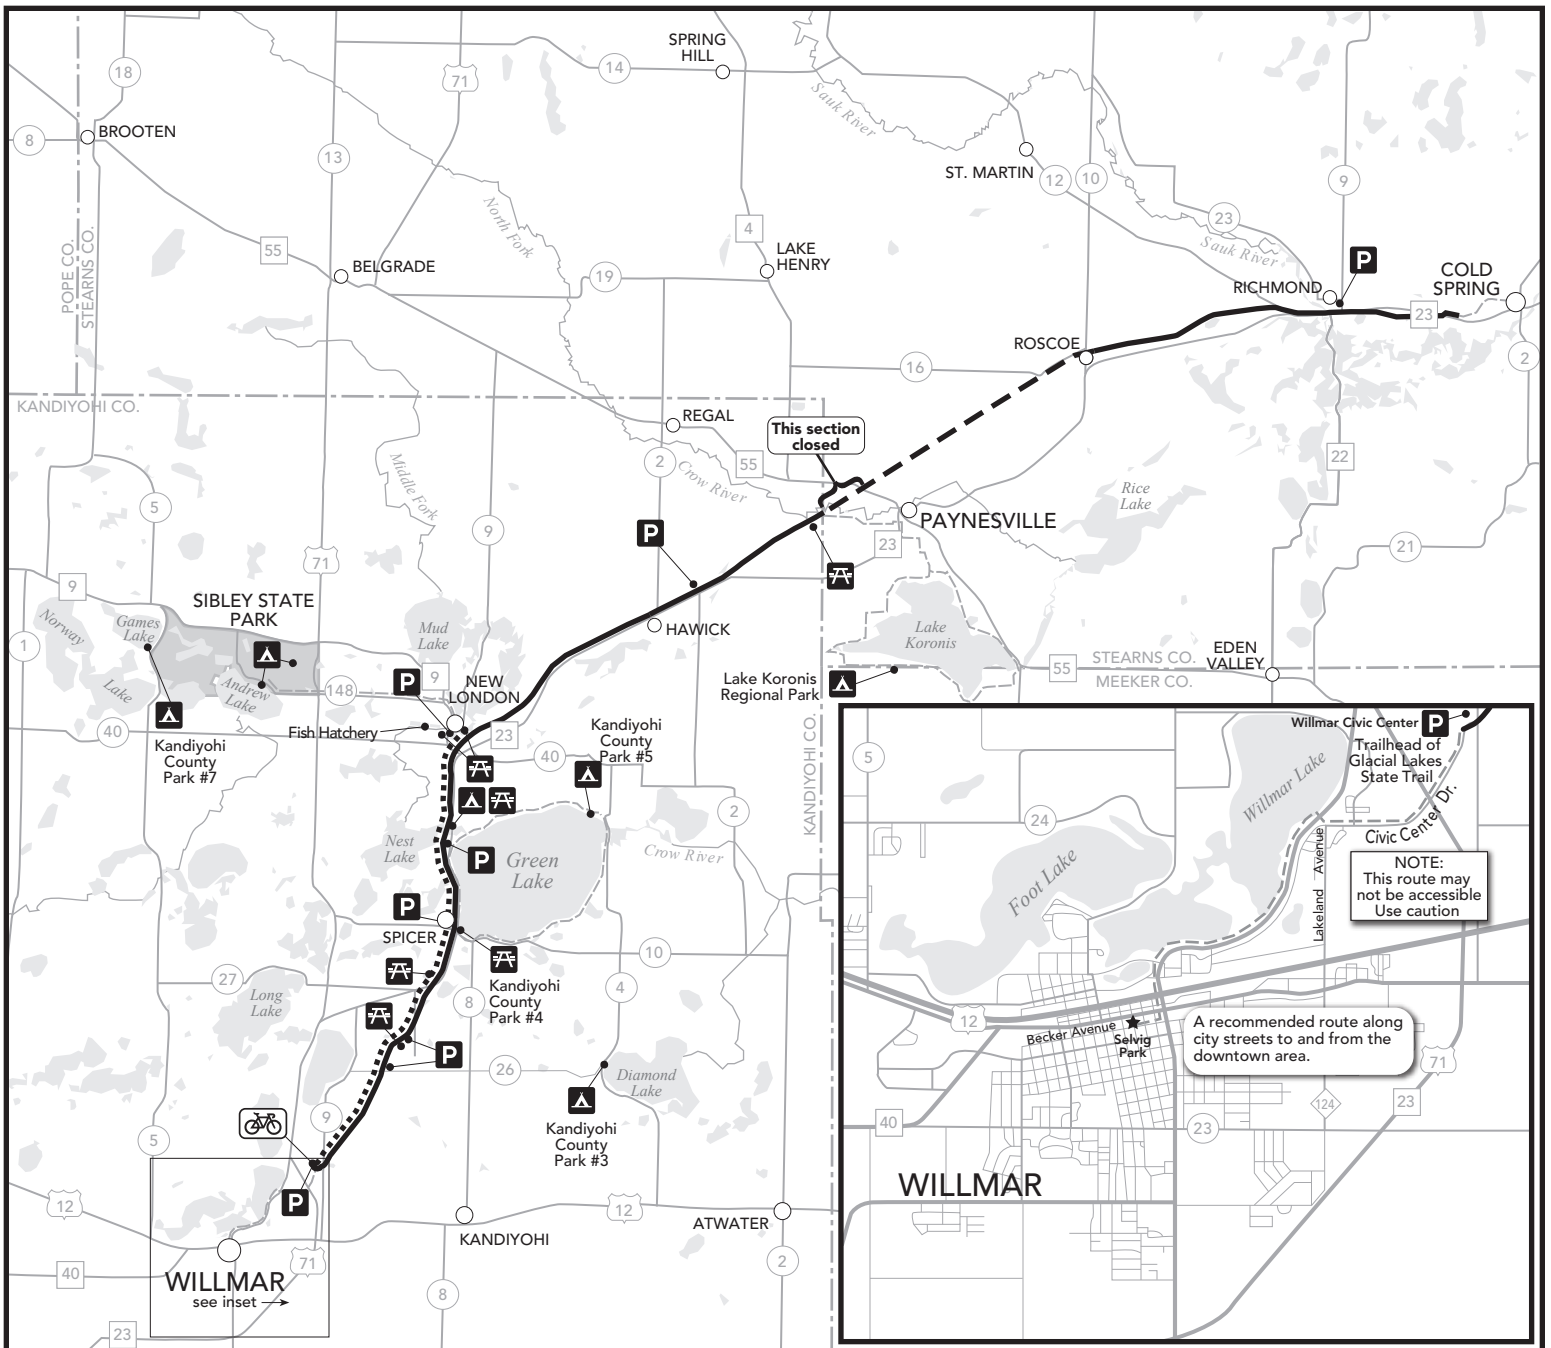 SPRING
HILL
14
71
18
Sauk River
8
BROOTEN
13
ST. MARTIN
12
10
9
North Fork
23
Sauk River
4
POPE CO.
STEARNS CO.
55
BELGRADE
19
LAKE
HENRY
P
RICHMOND
COLD
SPRING
23
ROSCOE
16
2
KANDIYOHI CO.
REGAL
This section
closed
2
55
Crow River
22
Middle Fork
5
9
Rice
Lake
PAYNESVILLE
P
23
21
71
9
SIBLEY STATE
PARK
Norway
Lake
Games
Lake
1
Mud
Lake
HAWICK
Lake
Koronis
EDEN
VALLEY
55
STEARNS CO.
MEEKER CO.
Andrew
Lake
148
P
9
NEW
LONDON
Lake Koronis
Regional Park
40
Fish Hatchery
23
Kandiyohi
County
Park #7
40
Kandiyohi
County
Park #5
KANDIYOHI CO.
2
Nest
Lake
P
Green
Lake
Crow River
P
SPICER
10
27
Long
Lake
Kandiyohi
County
Park #4
8
4
P
26
Diamond
Lake
9
5
Kandiyohi
County
Park #3
P
12
12
KANDIYOHI
ATWATER
71
40
WILLMAR
see inset
8
2
23
Willmar Civic Center
P
Trailhead of
Glacial Lakes
State Trail
5
Willmar Lake
24
Civic Center Dr.
Foot Lake
Lakeland Avenue
NOTE:
This route may
not be accessible
Use caution
12
Becker Avenue
Selvig
Park
A recommended route along
city streets to and from the
downtown area.
71
124
23
40
23
WILLMAR